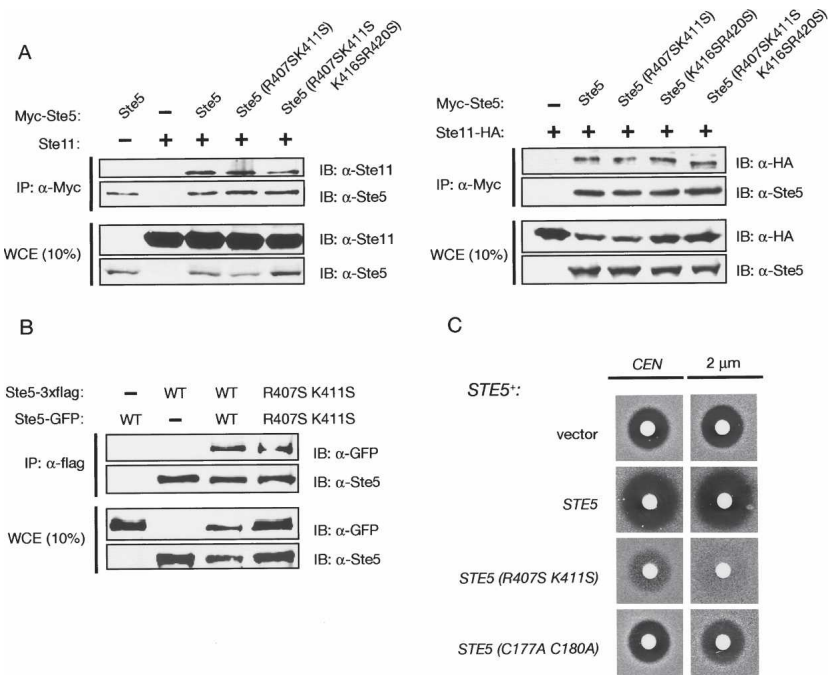 A
Ste5
–
Ste5
Ste5 (R407SK411S)
Ste5 (R407SK411S
K416SR420S)
Myc-Ste5:
Ste11: – + + + +
IP: α-Myc
IB: α-Ste11
IB: α-Ste5
WCE (10%)
IB: α-Ste11
IB: α-Ste5
–
Ste5
Ste5 (R407SK411S)
Ste5 (K416SR420S)
Ste5 (R407SK411S
K416SR420S)
Myc-Ste5:
Ste11-HA: + + + + +
IP: α-Myc
IB: α-HA
IB: α-Ste5
WCE (10%)
IB: α-HA
IB: α-Ste5
B
Ste5-3xflag: – WT WT R407S K411S
Ste5-GFP: WT – WT R407S K411S
IP: α-flag
IB: α-GFP
IB: α-Ste5
WCE (10%)
IB: α-GFP
IB: α-Ste5
C
CEN 2 μm
STE5⁺:
vector
STE5
STE5 (R407S K411S)
STE5 (C177A C180A)